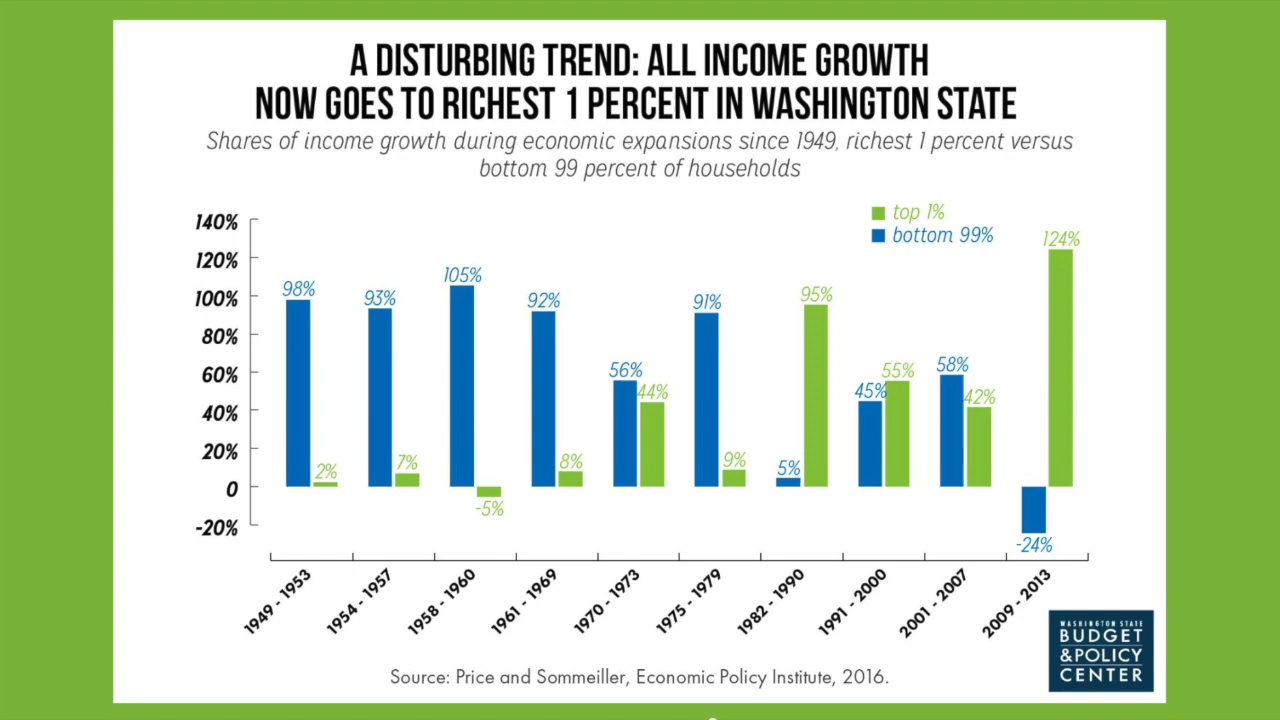 A DISTURBING TREND: ALL INCOME GROWTH
NOW GOES TO RICHEST 1 PERCENT IN WASHINGTON STATE
Shares of income growth during economic expansions since 1949, richest 1 percent versus
bottom 99 percent of households
top 1%
bottom 99%
140%
120%
100%
80%
60%
40%
20%
0
-20%
98%
2%
93%
7%
105%
-5%
92%
8%
56%
44%
91%
9%
5%
95%
45%
55%
58%
42%
-24%
124%
1949 - 1953
1954 - 1957
1958 - 1960
1961 - 1969
1970 - 1973
1975 - 1979
1982 - 1990
1991 - 2000
2001 - 2007
2009 - 2013
Source: Price and Sommeiller, Economic Policy Institute, 2016.
WASHINGTON STATE
BUDGET
&POLICY
CENTER